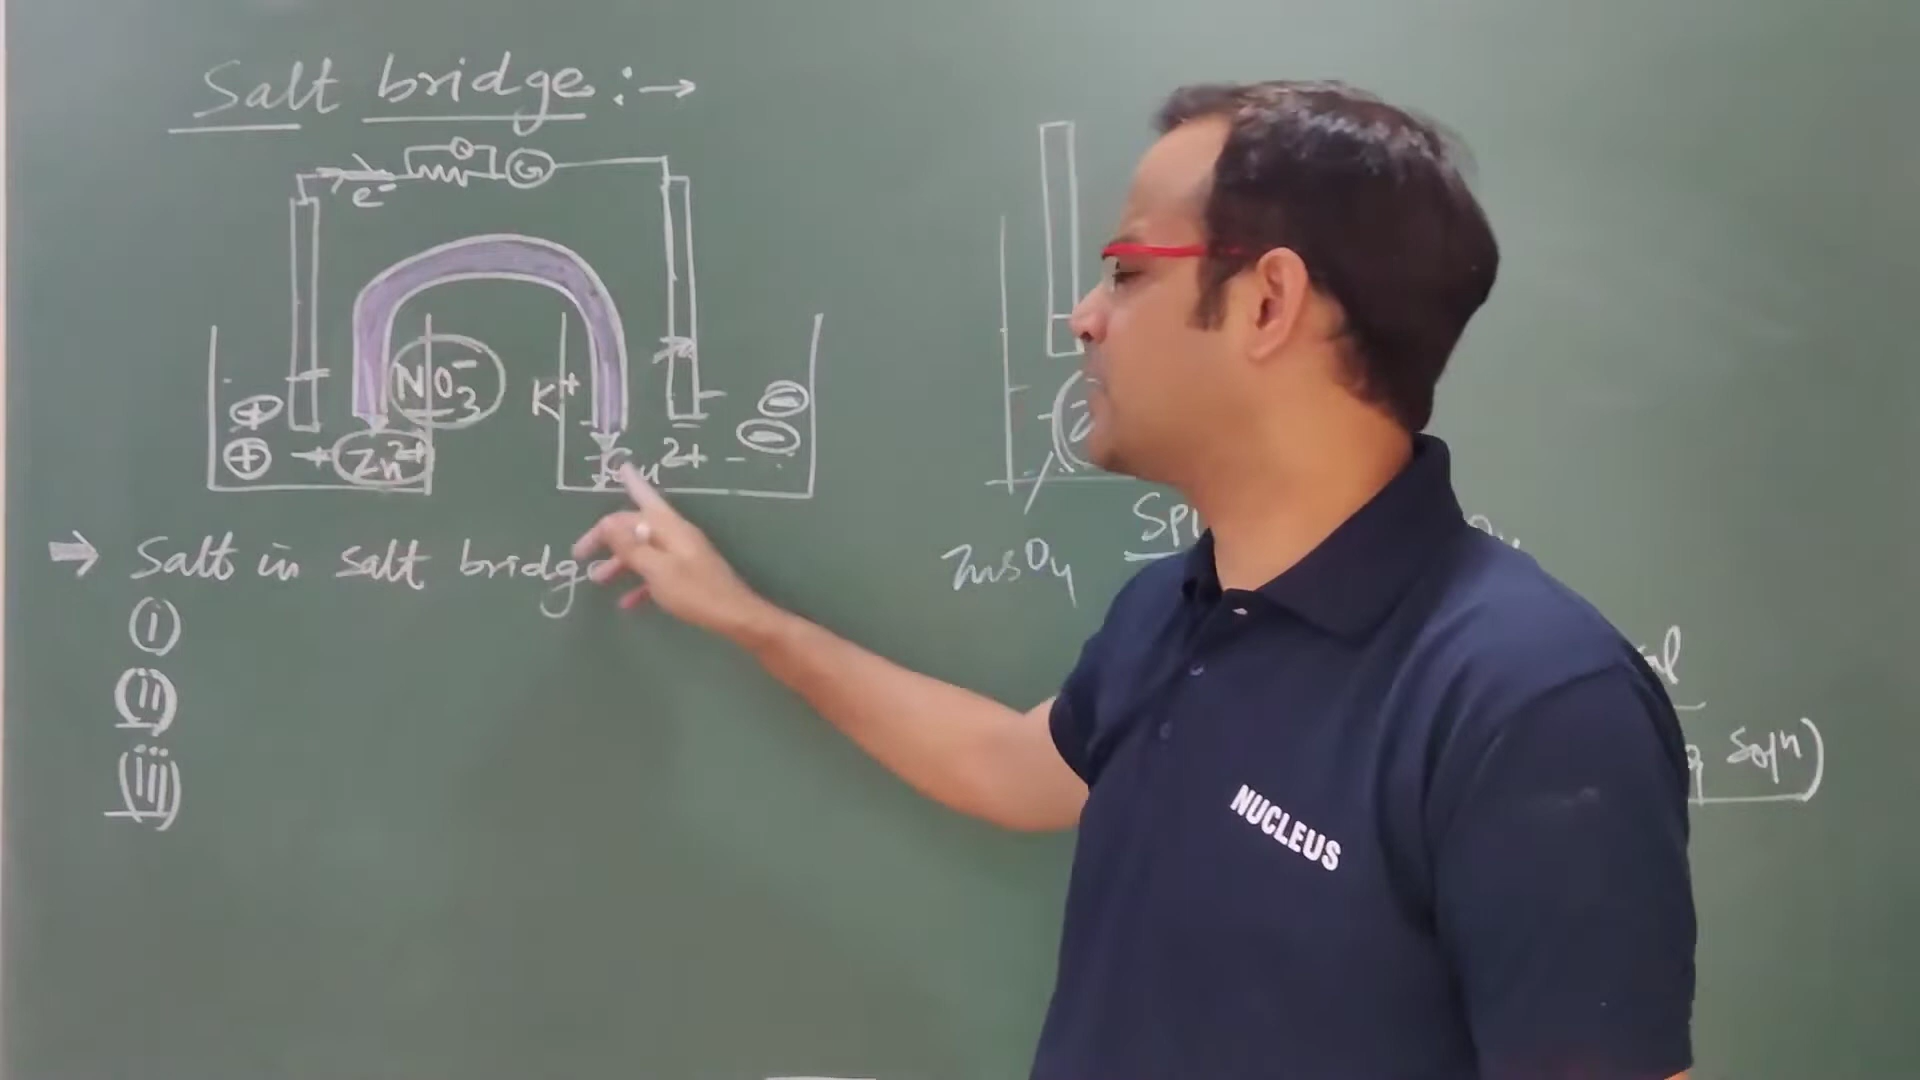 Salt bridge :→
e⁻
G
NO₃⁻
K⁺
+
−
+ → Zn²⁺
Cu²⁺
−
⇒ Salt in salt bridge
ZnSO₄
(i)
(ii)
(iii)
soln)
NUCLEUS